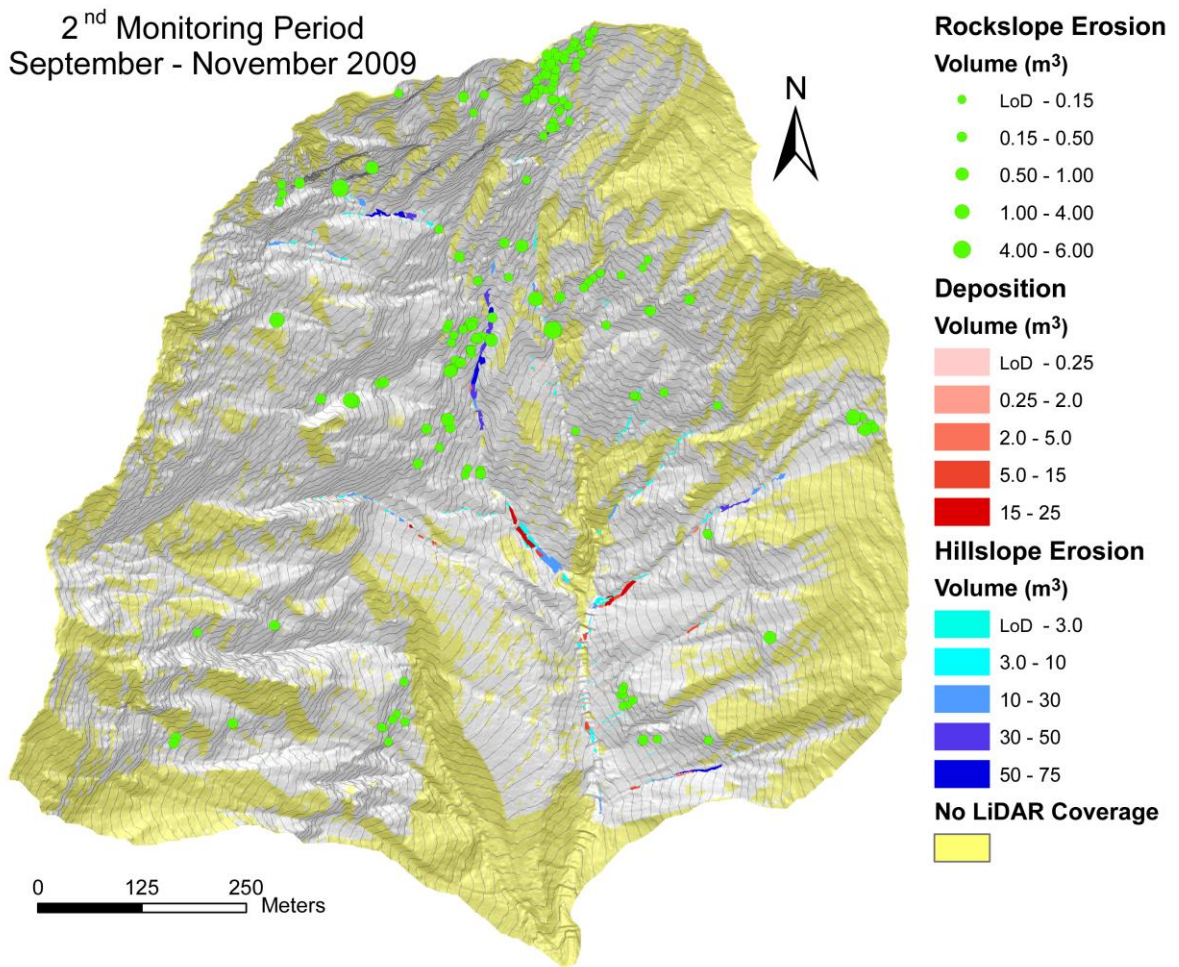 2nd Monitoring Period
September - November 2009
N
0 125 250 Meters
Rockslope Erosion
Volume (m3)
LoD - 0.15
0.15 - 0.50
0.50 - 1.00
1.00 - 4.00
4.00 - 6.00
Deposition
Volume (m3)
LoD - 0.25
0.25 - 2.0
2.0 - 5.0
5.0 - 15
15 - 25
Hillslope Erosion
Volume (m3)
LoD - 3.0
3.0 - 10
10 - 30
30 - 50
50 - 75
No LiDAR Coverage